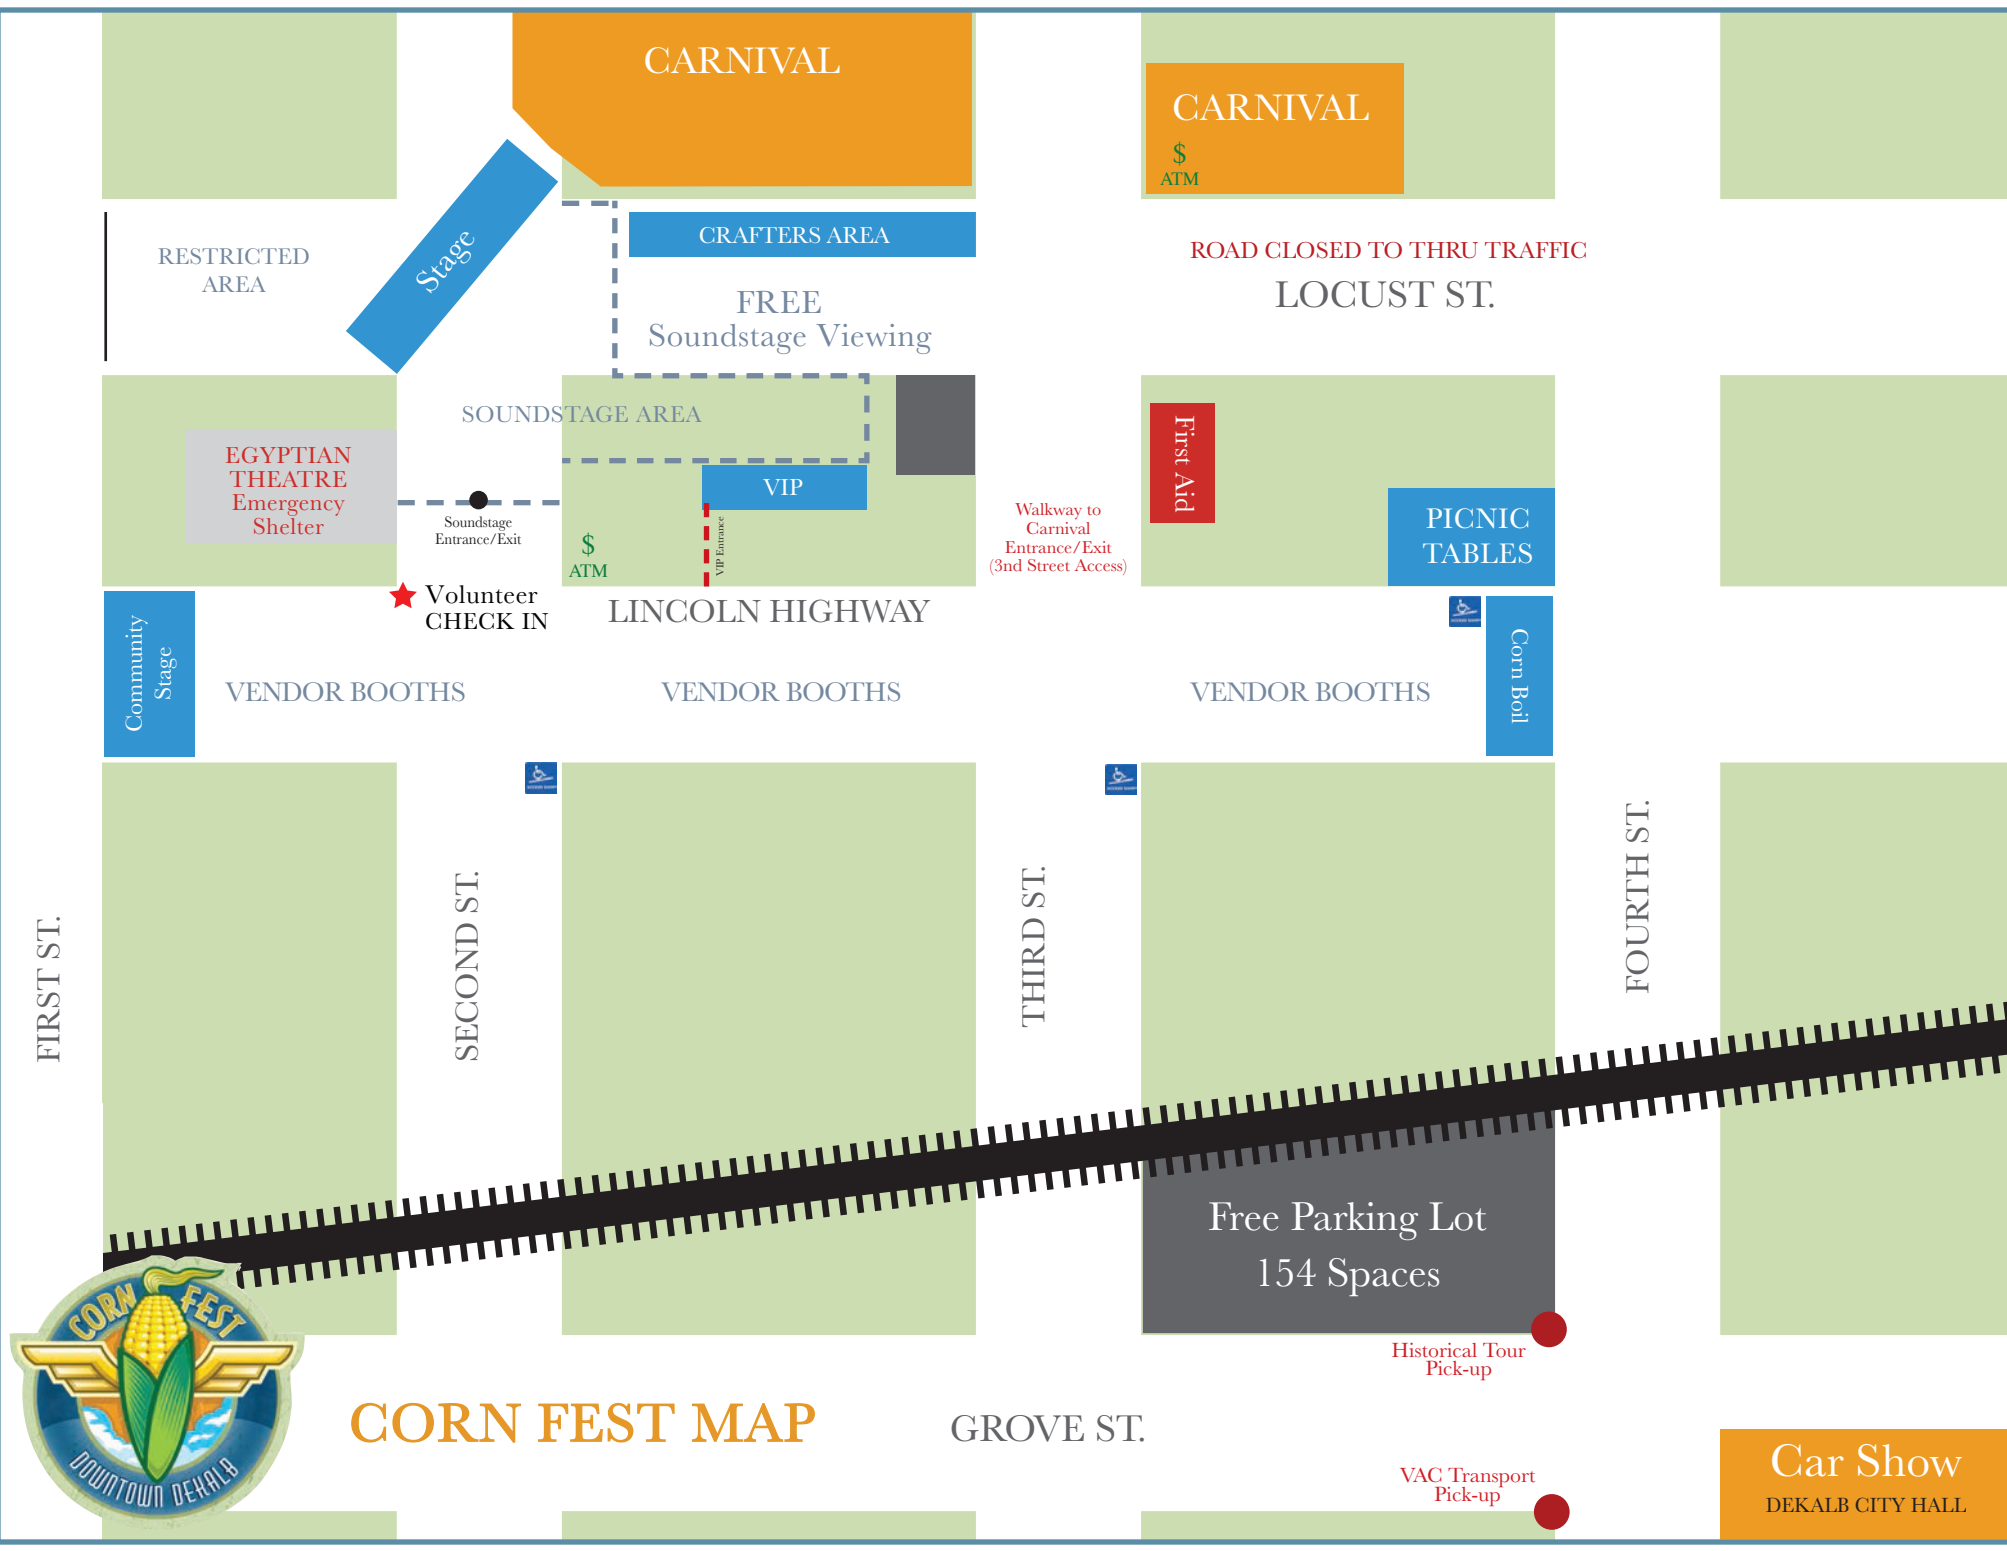 CARNIVAL
CARNIVAL
$
ATM
RESTRICTED
AREA
Stage
CRAFTERS AREA
FREE
Soundstage Viewing
ROAD CLOSED TO THRU TRAFFIC
LOCUST ST.
SOUNDSTAGE AREA
EGYPTIAN
THEATRE
Emergency
Shelter
Soundstage
Entrance/Exit
VIP
VIP Entrance
$
ATM
Walkway to
Carnival
Entrance/Exit
(3nd Street Access)
First Aid
PICNIC
TABLES
Volunteer
CHECK IN
LINCOLN HIGHWAY
Community
Stage
VENDOR BOOTHS
VENDOR BOOTHS
VENDOR BOOTHS
Corn Boil
FIRST ST.
SECOND ST.
THIRD ST.
FOURTH ST.
Free Parking Lot
154 Spaces
Historical Tour
Pick-up
CORN FEST
DOWNTOWN DEKALB
CORN FEST MAP
GROVE ST.
VAC Transport
Pick-up
Car Show
DEKALB CITY HALL